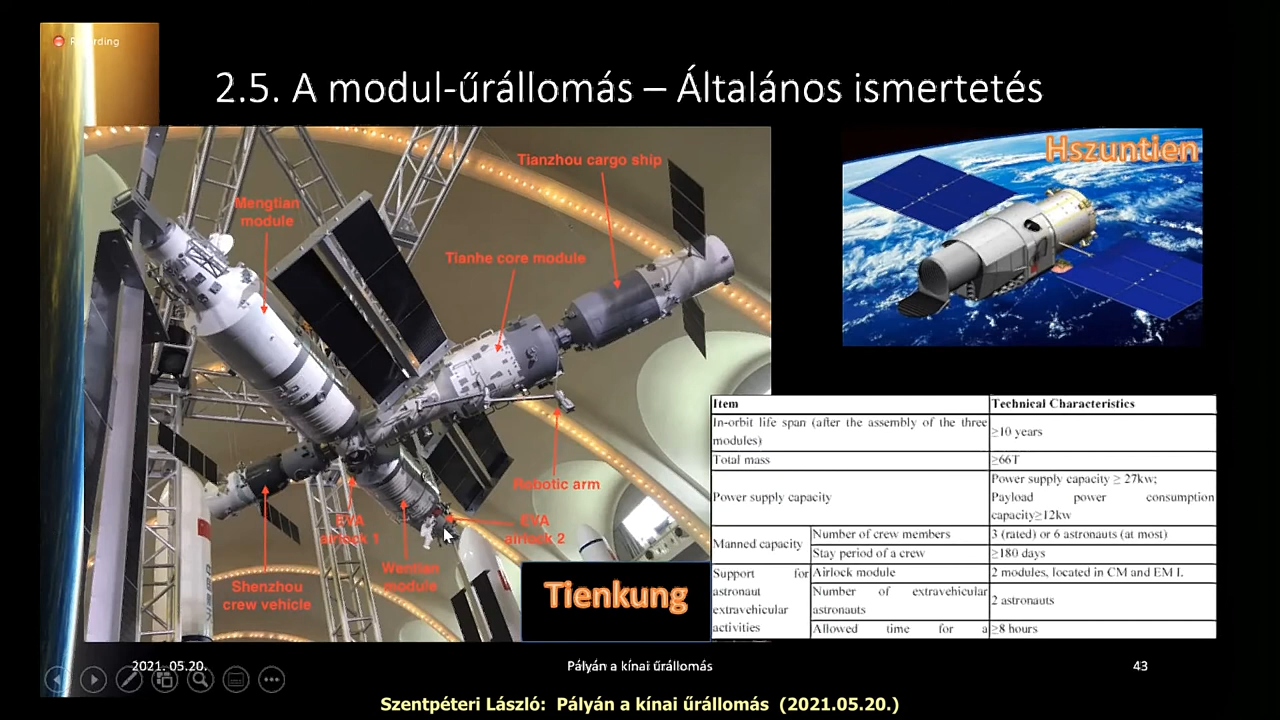 Recording
2.5. A modul-űrállomás – Általános ismertetés
Tianzhou cargo ship
Mengtian
module
Tianhe core module
Robotic arm
EVA
airlock 1
EVA
airlock 2
Wentian
module
Shenzhou
crew vehicle
Tienkung
Hszuntien
Item Technical Characteristics
In-orbit life span (after the assembly of the three
modules) ≥10 years
Total mass ≥66T
Power supply capacity Power supply capacity ≥ 27kw;
Payload power consumption
capacity≥12kw
Manned capacity Number of crew members 3 (rated) or 6 astronauts (at most)
Stay period of a crew ≥180 days
Support for
astronaut
extravehicular
activities
Airlock module 2 modules, located in CM and EM I.
Number of extravehicular
astronauts 2 astronauts
Allowed time for a ≥8 hours
2021. 05.20.
Pályán a kínai űrállomás
43
Szentpéteri László: Pályán a kínai űrállomás (2021.05.20.)